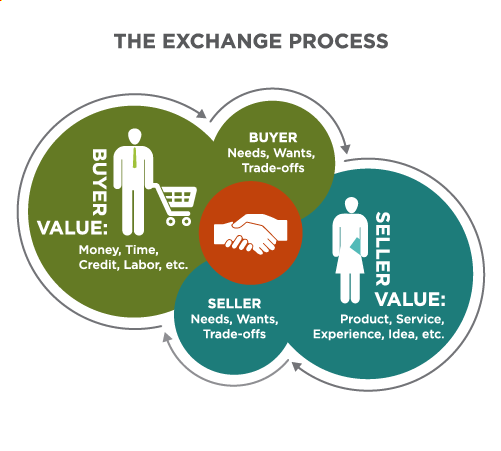 THE EXCHANGE PROCESS
BUYER
Needs, Wants,
Trade-offs
BUYER
VALUE:
Money, Time,
Credit, Labor, etc.
SELLER
VALUE:
Product, Service,
Experience, Idea, etc.
SELLER
Needs, Wants,
Trade-offs